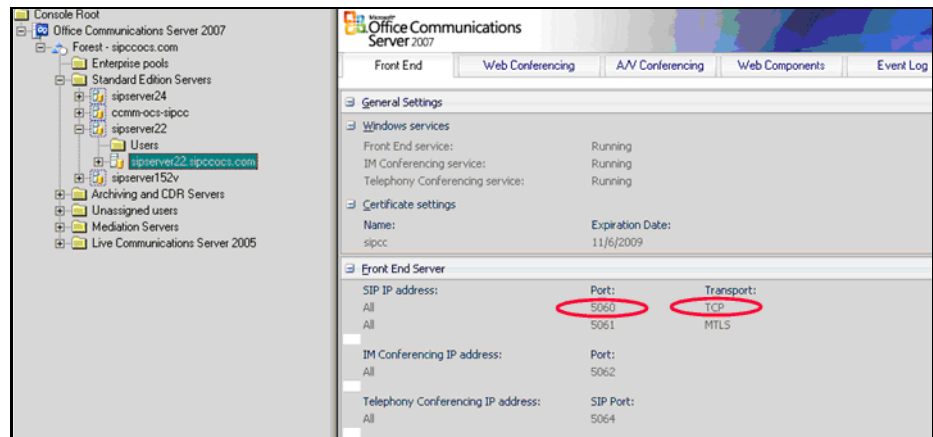 Console Root
Office Communications Server 2007
Forest - sipccocs.com
Enterprise pools
Standard Edition Servers
sipserver24
ccmm-ocs-sipcc
sipserver22
Users
sipserver22.sipccocs.com
sipserver152v
Archiving and CDR Servers
Unassigned users
Mediation Servers
Live Communications Server 2005
Microsoft
Office Communications
Server 2007
Front End Web Conferencing A/V Conferencing Web Components Event Log
General Settings
Windows services
Front End service: Running
IM Conferencing service: Running
Telephony Conferencing service: Running
Certificate settings
Name: Expiration Date:
sipcc 11/6/2009
Front End Server
SIP IP address: Port: Transport:
All 5060 TCP
All 5061 MTLS
IM Conferencing IP address: Port:
All 5062
Telephony Conferencing IP address: SIP Port:
All 5064